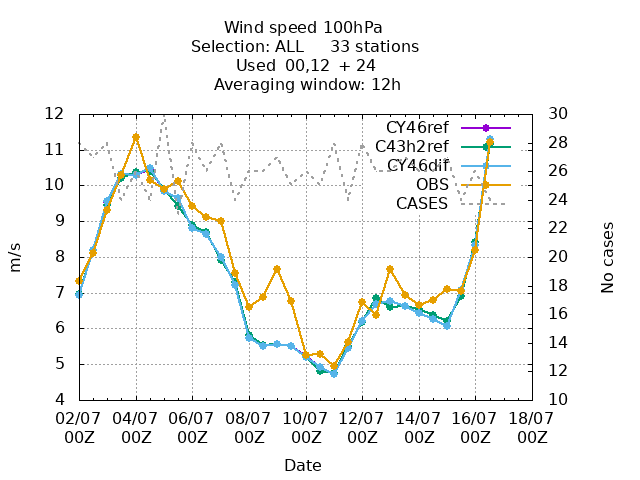 Wind speed 100hPa
Selection: ALL 33 stations
Used 00,12 + 24
Averaging window: 12h
12 30
CY46ref
11 28
C43h2ref
CY46dif
10 26
OBS
CASES
9 24
8 22
m/s
No cases
7 20
18
6 16
5 14
12
4 10
02/07 04/07 06/07 08/07 10/07 12/07 14/07 16/07 18/07
00Z 00Z 00Z 00Z 00Z 00Z 00Z 00Z 00Z
Date